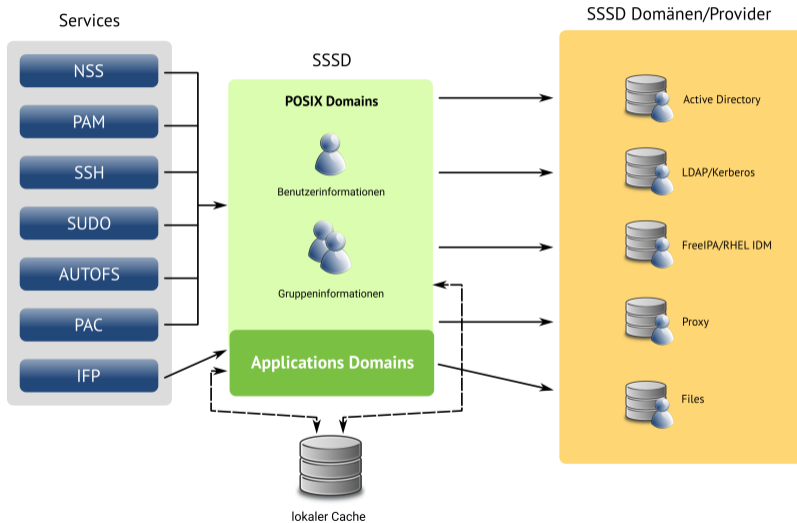 Services
NSS
PAM
SSH
SUDO
AUTOFS
PAC
IFP
SSSD
POSIX Domains
Benutzerinformationen
Gruppeninformationen
Applications Domains
lokaler Cache
SSSD Domänen/Provider
Active Directory
LDAP/Kerberos
FreeIPA/RHEL IDM
Proxy
Files